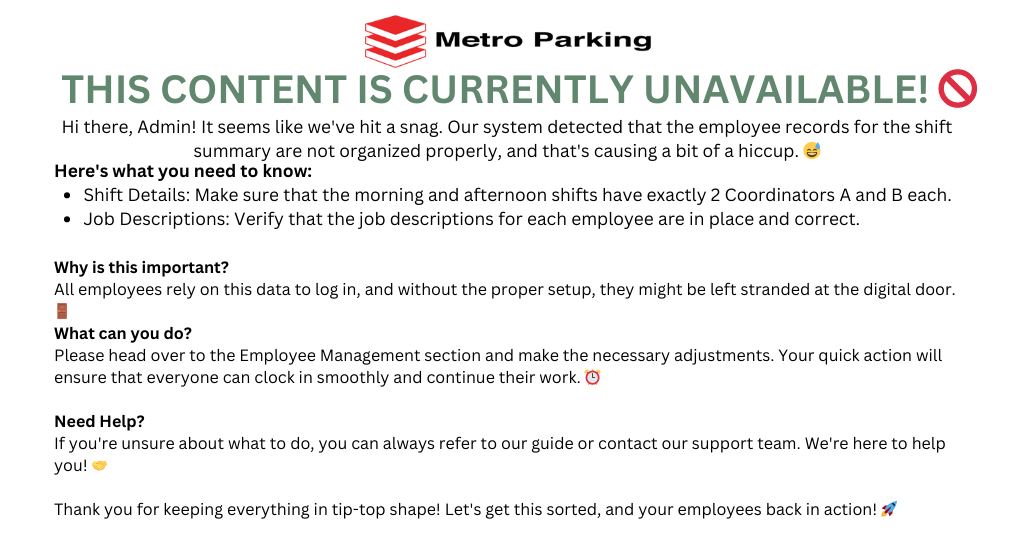 Metro Parking
THIS CONTENT IS CURRENTLY UNAVAILABLE! 🚫
Hi there, Admin! It seems like we've hit a snag. Our system detected that the employee records for the shift
summary are not organized properly, and that's causing a bit of a hiccup. 😅
Here's what you need to know:
• Shift Details: Make sure that the morning and afternoon shifts have exactly 2 Coordinators A and B each.
• Job Descriptions: Verify that the job descriptions for each employee are in place and correct.
Why is this important?
All employees rely on this data to log in, and without the proper setup, they might be left stranded at the digital door.
🚪
What can you do?
Please head over to the Employee Management section and make the necessary adjustments. Your quick action will
ensure that everyone can clock in smoothly and continue their work. ⏰
Need Help?
If you're unsure about what to do, you can always refer to our guide or contact our support team. We're here to help
you! 🤝
Thank you for keeping everything in tip-top shape! Let's get this sorted, and your employees back in action! 🚀